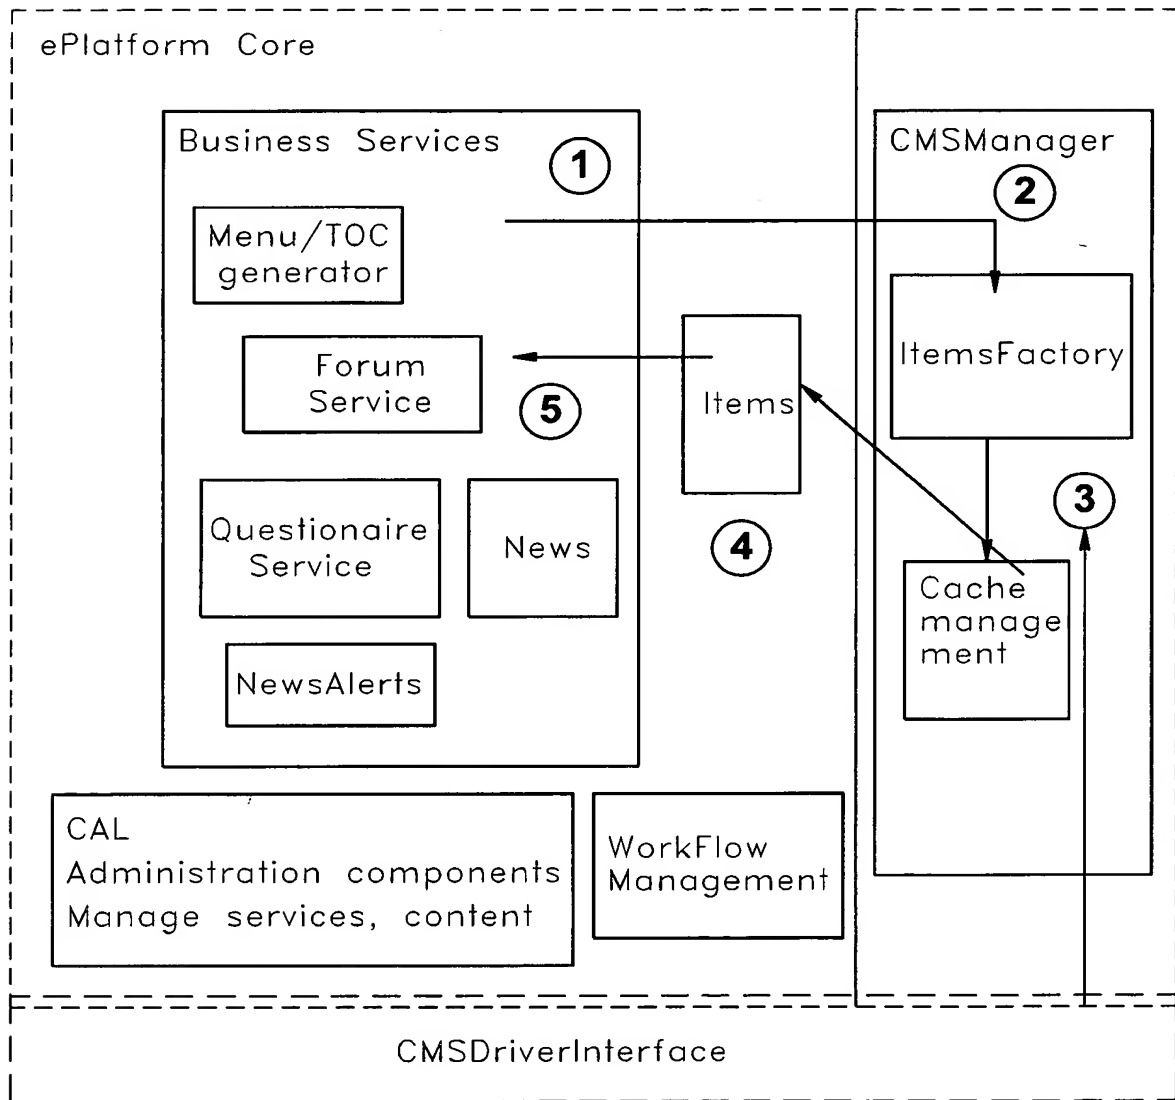 ePlatform Core
Business Services
1
CMSManager
2
Menu/TOC
generator
Forum
Service
5
Items
ItemsFactory
3
4
Questionaire
Service
News
Cache
manage
ment
NewsAlerts
CAL
Administration components
Manage services, content
WorkFlow
Management
CMSDriverInterface